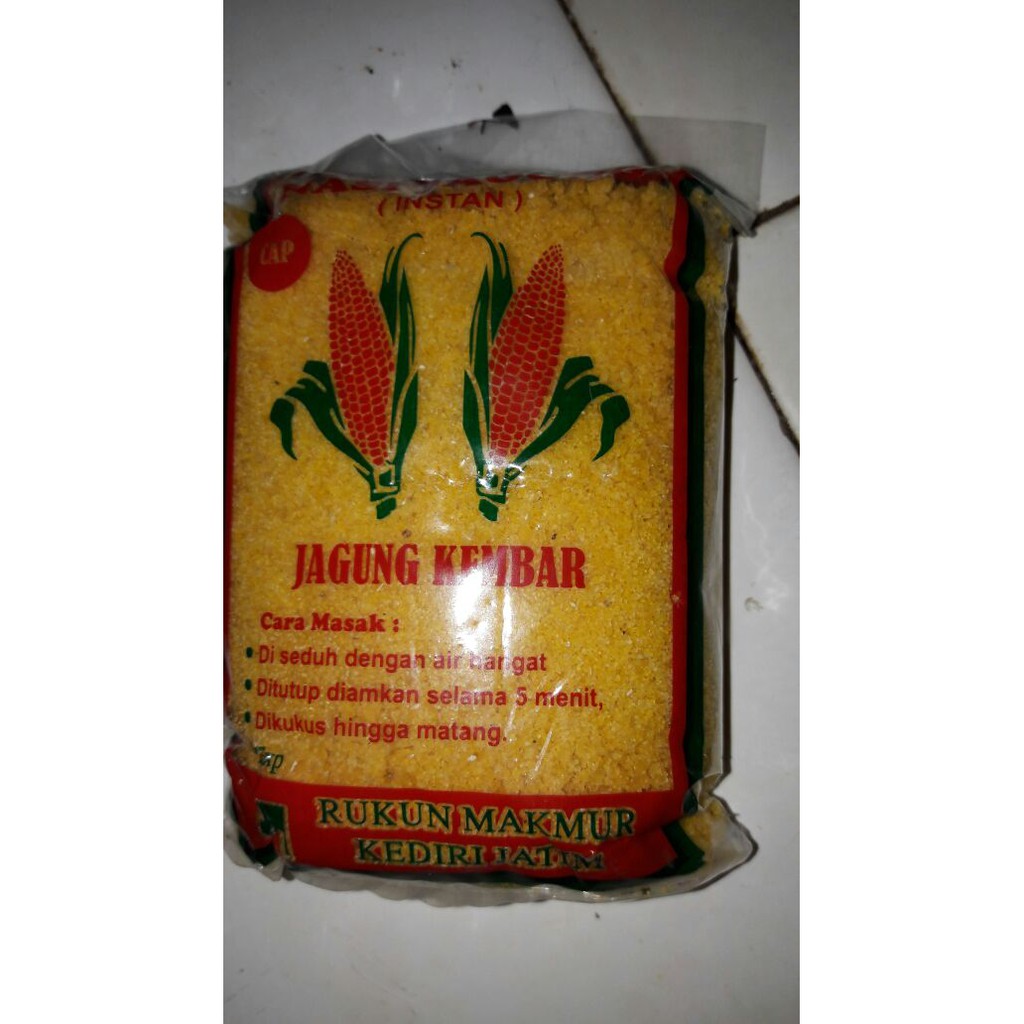 ( INSTAN )
CAP
JAGUNG KEMBAR
Cara Masak :
• Di seduh dengan air hangat
• Ditutup diamkan selama 5 menit,
• Dikukus hingga matang.
RUKUN MAKMUR
KEDIRI JATIM